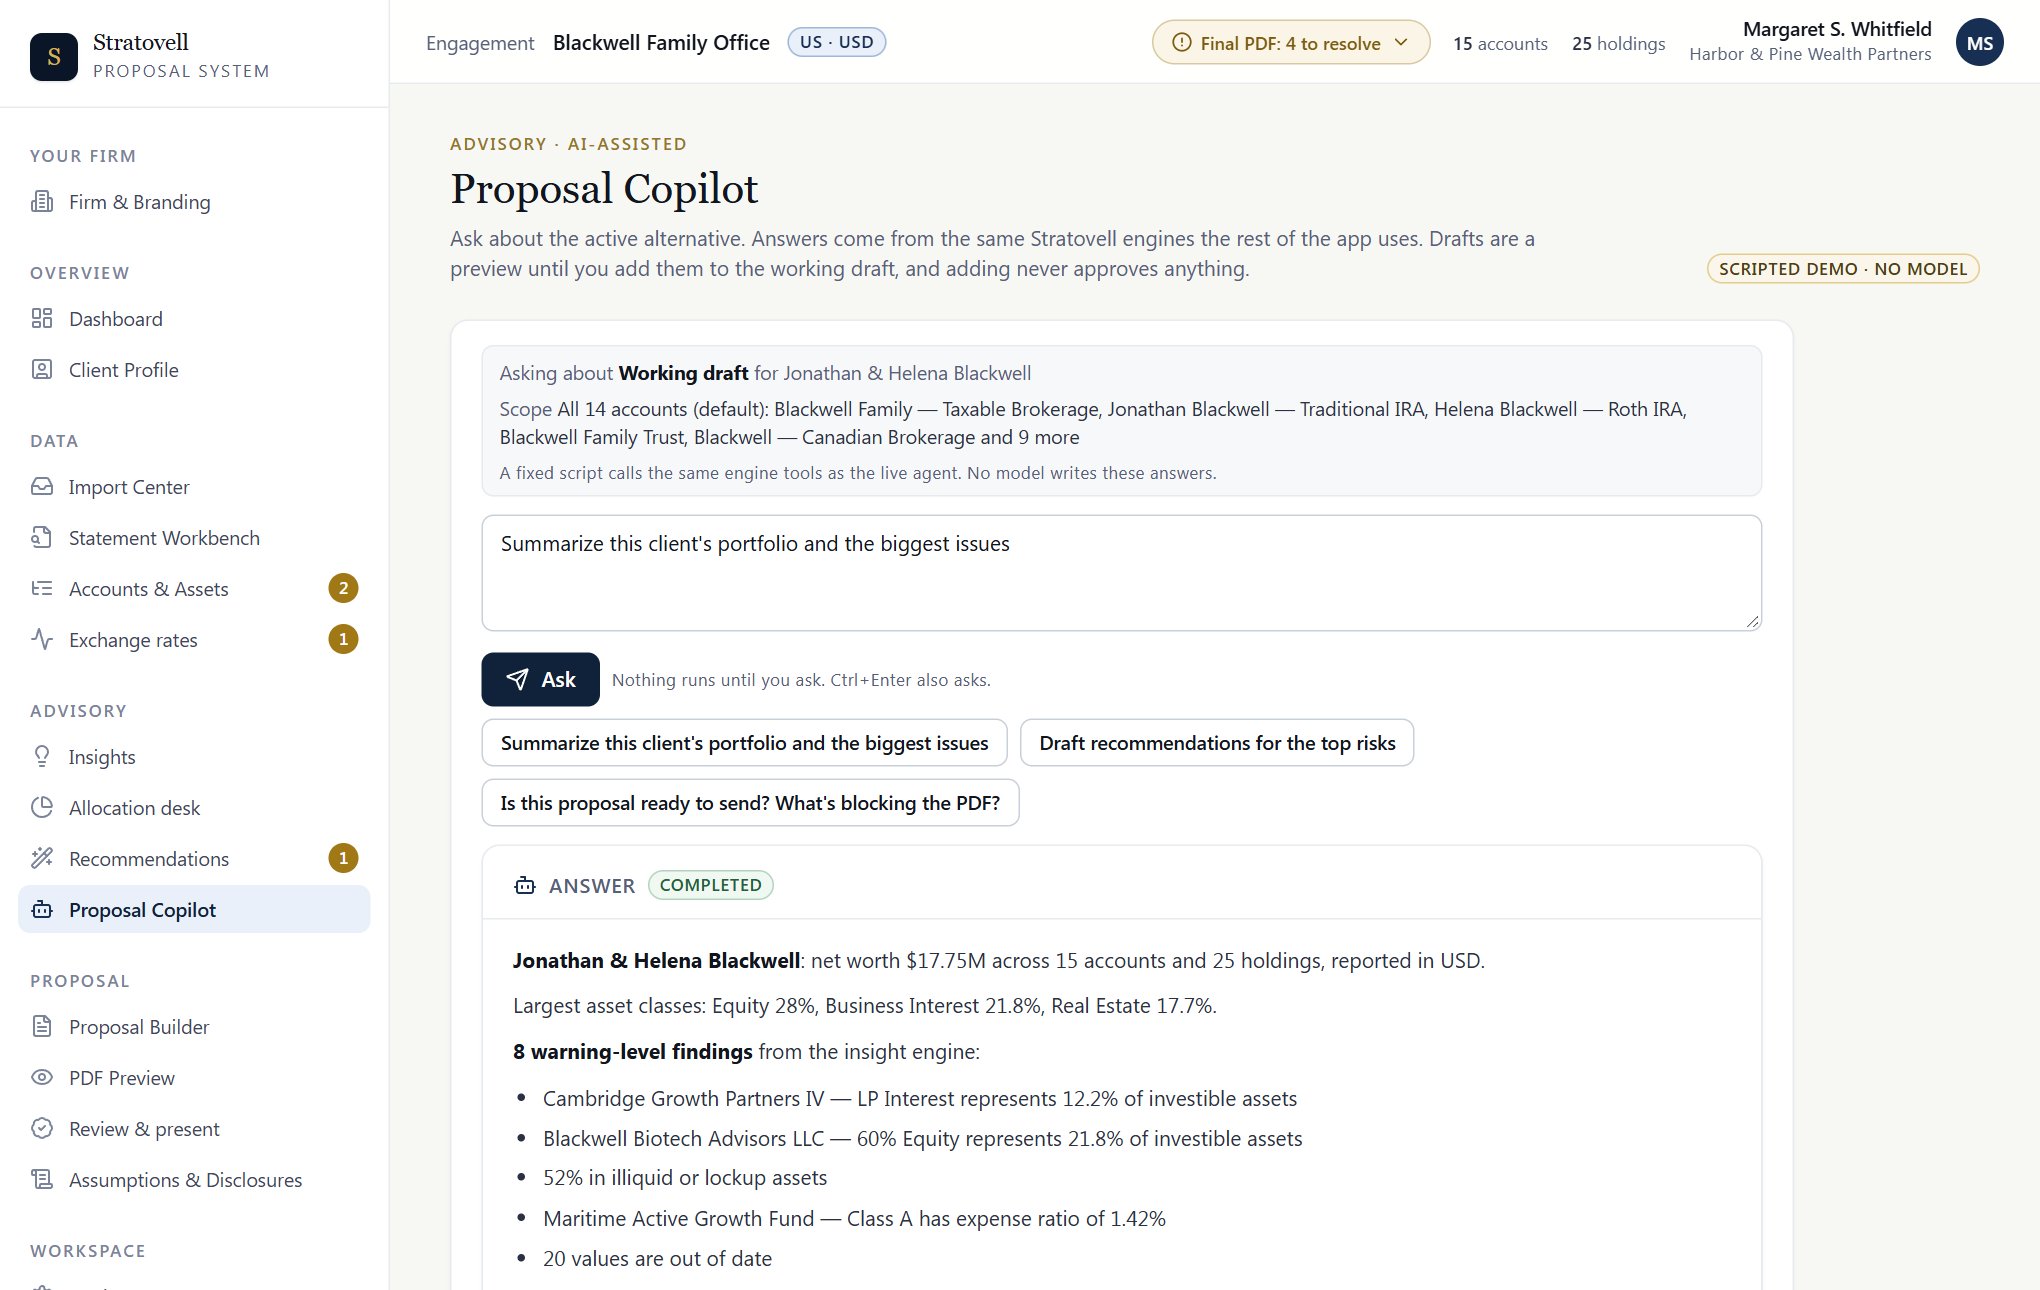 S
Stratovell
PROPOSAL SYSTEM
YOUR FIRM
Firm & Branding
OVERVIEW
Dashboard
Client Profile
DATA
Import Center
Statement Workbench
Accounts & Assets
2
Exchange rates
1
ADVISORY
Insights
Allocation desk
Recommendations
1
Proposal Copilot
PROPOSAL
Proposal Builder
PDF Preview
Review & present
Assumptions & Disclosures
WORKSPACE
Engagement Blackwell Family Office US · USD
Final PDF: 4 to resolve
15 accounts 25 holdings
Margaret S. Whitfield
Harbor & Pine Wealth Partners
MS
ADVISORY · AI-ASSISTED
Proposal Copilot
Ask about the active alternative. Answers come from the same Stratovell engines the rest of the app uses. Drafts are a
preview until you add them to the working draft, and adding never approves anything.
SCRIPTED DEMO · NO MODEL
Asking about Working draft for Jonathan & Helena Blackwell
Scope All 14 accounts (default): Blackwell Family — Taxable Brokerage, Jonathan Blackwell — Traditional IRA, Helena Blackwell — Roth IRA,
Blackwell Family Trust, Blackwell — Canadian Brokerage and 9 more
A fixed script calls the same engine tools as the live agent. No model writes these answers.
Summarize this client's portfolio and the biggest issues
Ask
Nothing runs until you ask. Ctrl+Enter also asks.
Summarize this client's portfolio and the biggest issues
Draft recommendations for the top risks
Is this proposal ready to send? What's blocking the PDF?
ANSWER COMPLETED
Jonathan & Helena Blackwell: net worth $17.75M across 15 accounts and 25 holdings, reported in USD.
Largest asset classes: Equity 28%, Business Interest 21.8%, Real Estate 17.7%.
8 warning-level findings from the insight engine:
• Cambridge Growth Partners IV — LP Interest represents 12.2% of investible assets
• Blackwell Biotech Advisors LLC — 60% Equity represents 21.8% of investible assets
• 52% in illiquid or lockup assets
• Maritime Active Growth Fund — Class A has expense ratio of 1.42%
• 20 values are out of date